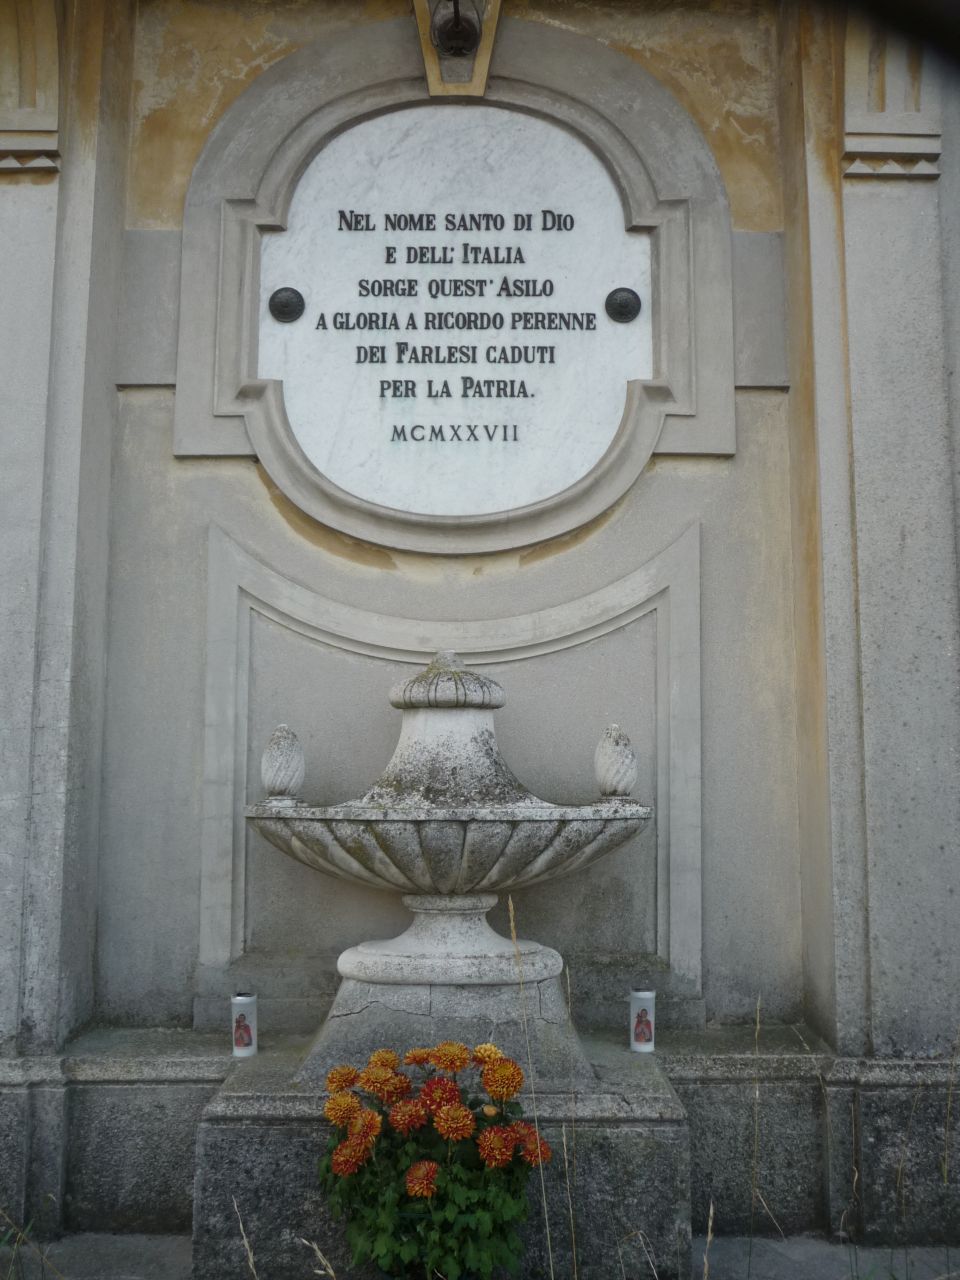 Nel nome santo di Dio
e dell' Italia
sorge quest' Asilo
a gloria a ricordo perenne
dei Farlesi caduti
per la Patria.
MCMXXVII